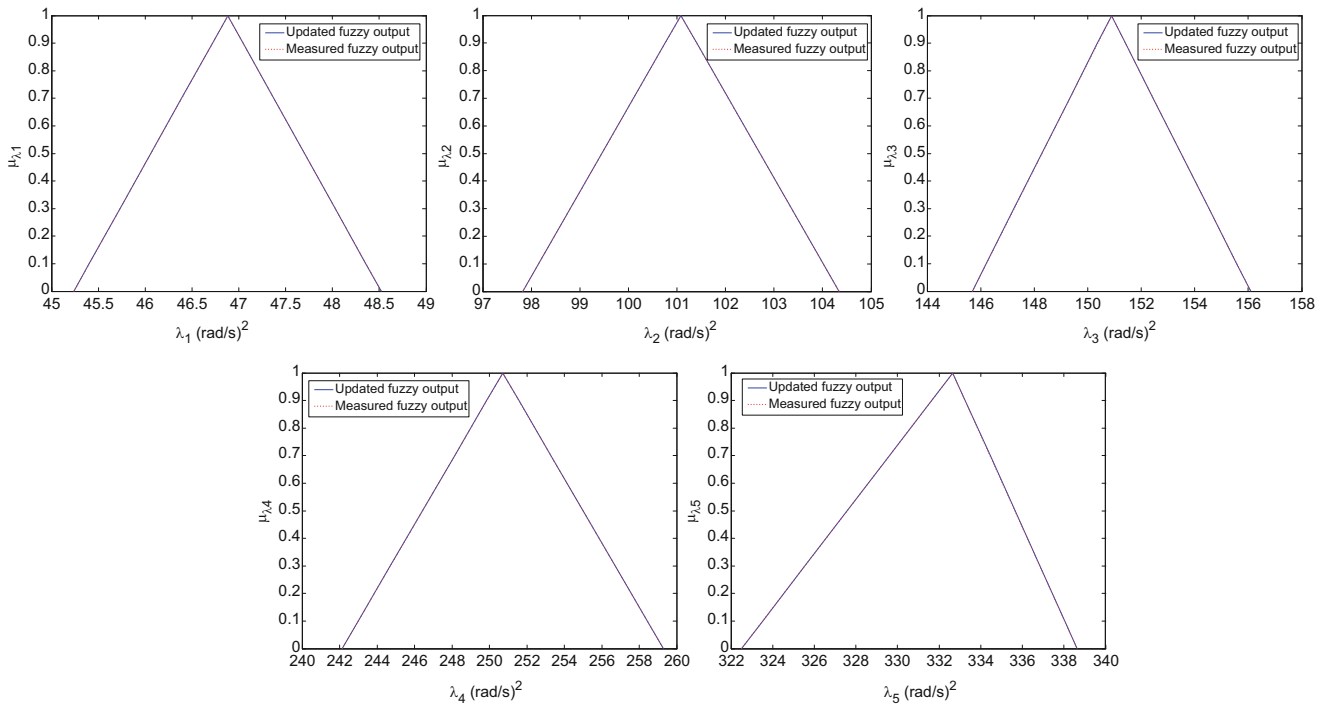 1
0.9
0.8
0.7
0.6
0.5
0.4
0.3
0.2
0.1
0
μλ1
Updated fuzzy output
Measured fuzzy output
45 45.5 46 46.5 47 47.5 48 48.5 49
λ1 (rad/s)2
1
0.9
0.8
0.7
0.6
0.5
0.4
0.3
0.2
0.1
0
μλ2
Updated fuzzy output
Measured fuzzy output
97 98 99 100 101 102 103 104 105
λ2 (rad/s)2
1
0.9
0.8
0.7
0.6
0.5
0.4
0.3
0.2
0.1
0
μλ3
Updated fuzzy output
Measured fuzzy output
144 146 148 150 152 154 156 158
λ3 (rad/s)2
1
0.9
0.8
0.7
0.6
0.5
0.4
0.3
0.2
0.1
0
μλ4
Updated fuzzy output
Measured fuzzy output
240 242 244 246 248 250 252 254 256 258 260
λ4 (rad/s)2
1
0.9
0.8
0.7
0.6
0.5
0.4
0.3
0.2
0.1
0
μλ5
Updated fuzzy output
Measured fuzzy output
322 324 326 328 330 332 334 336 338 340
λ5 (rad/s)2